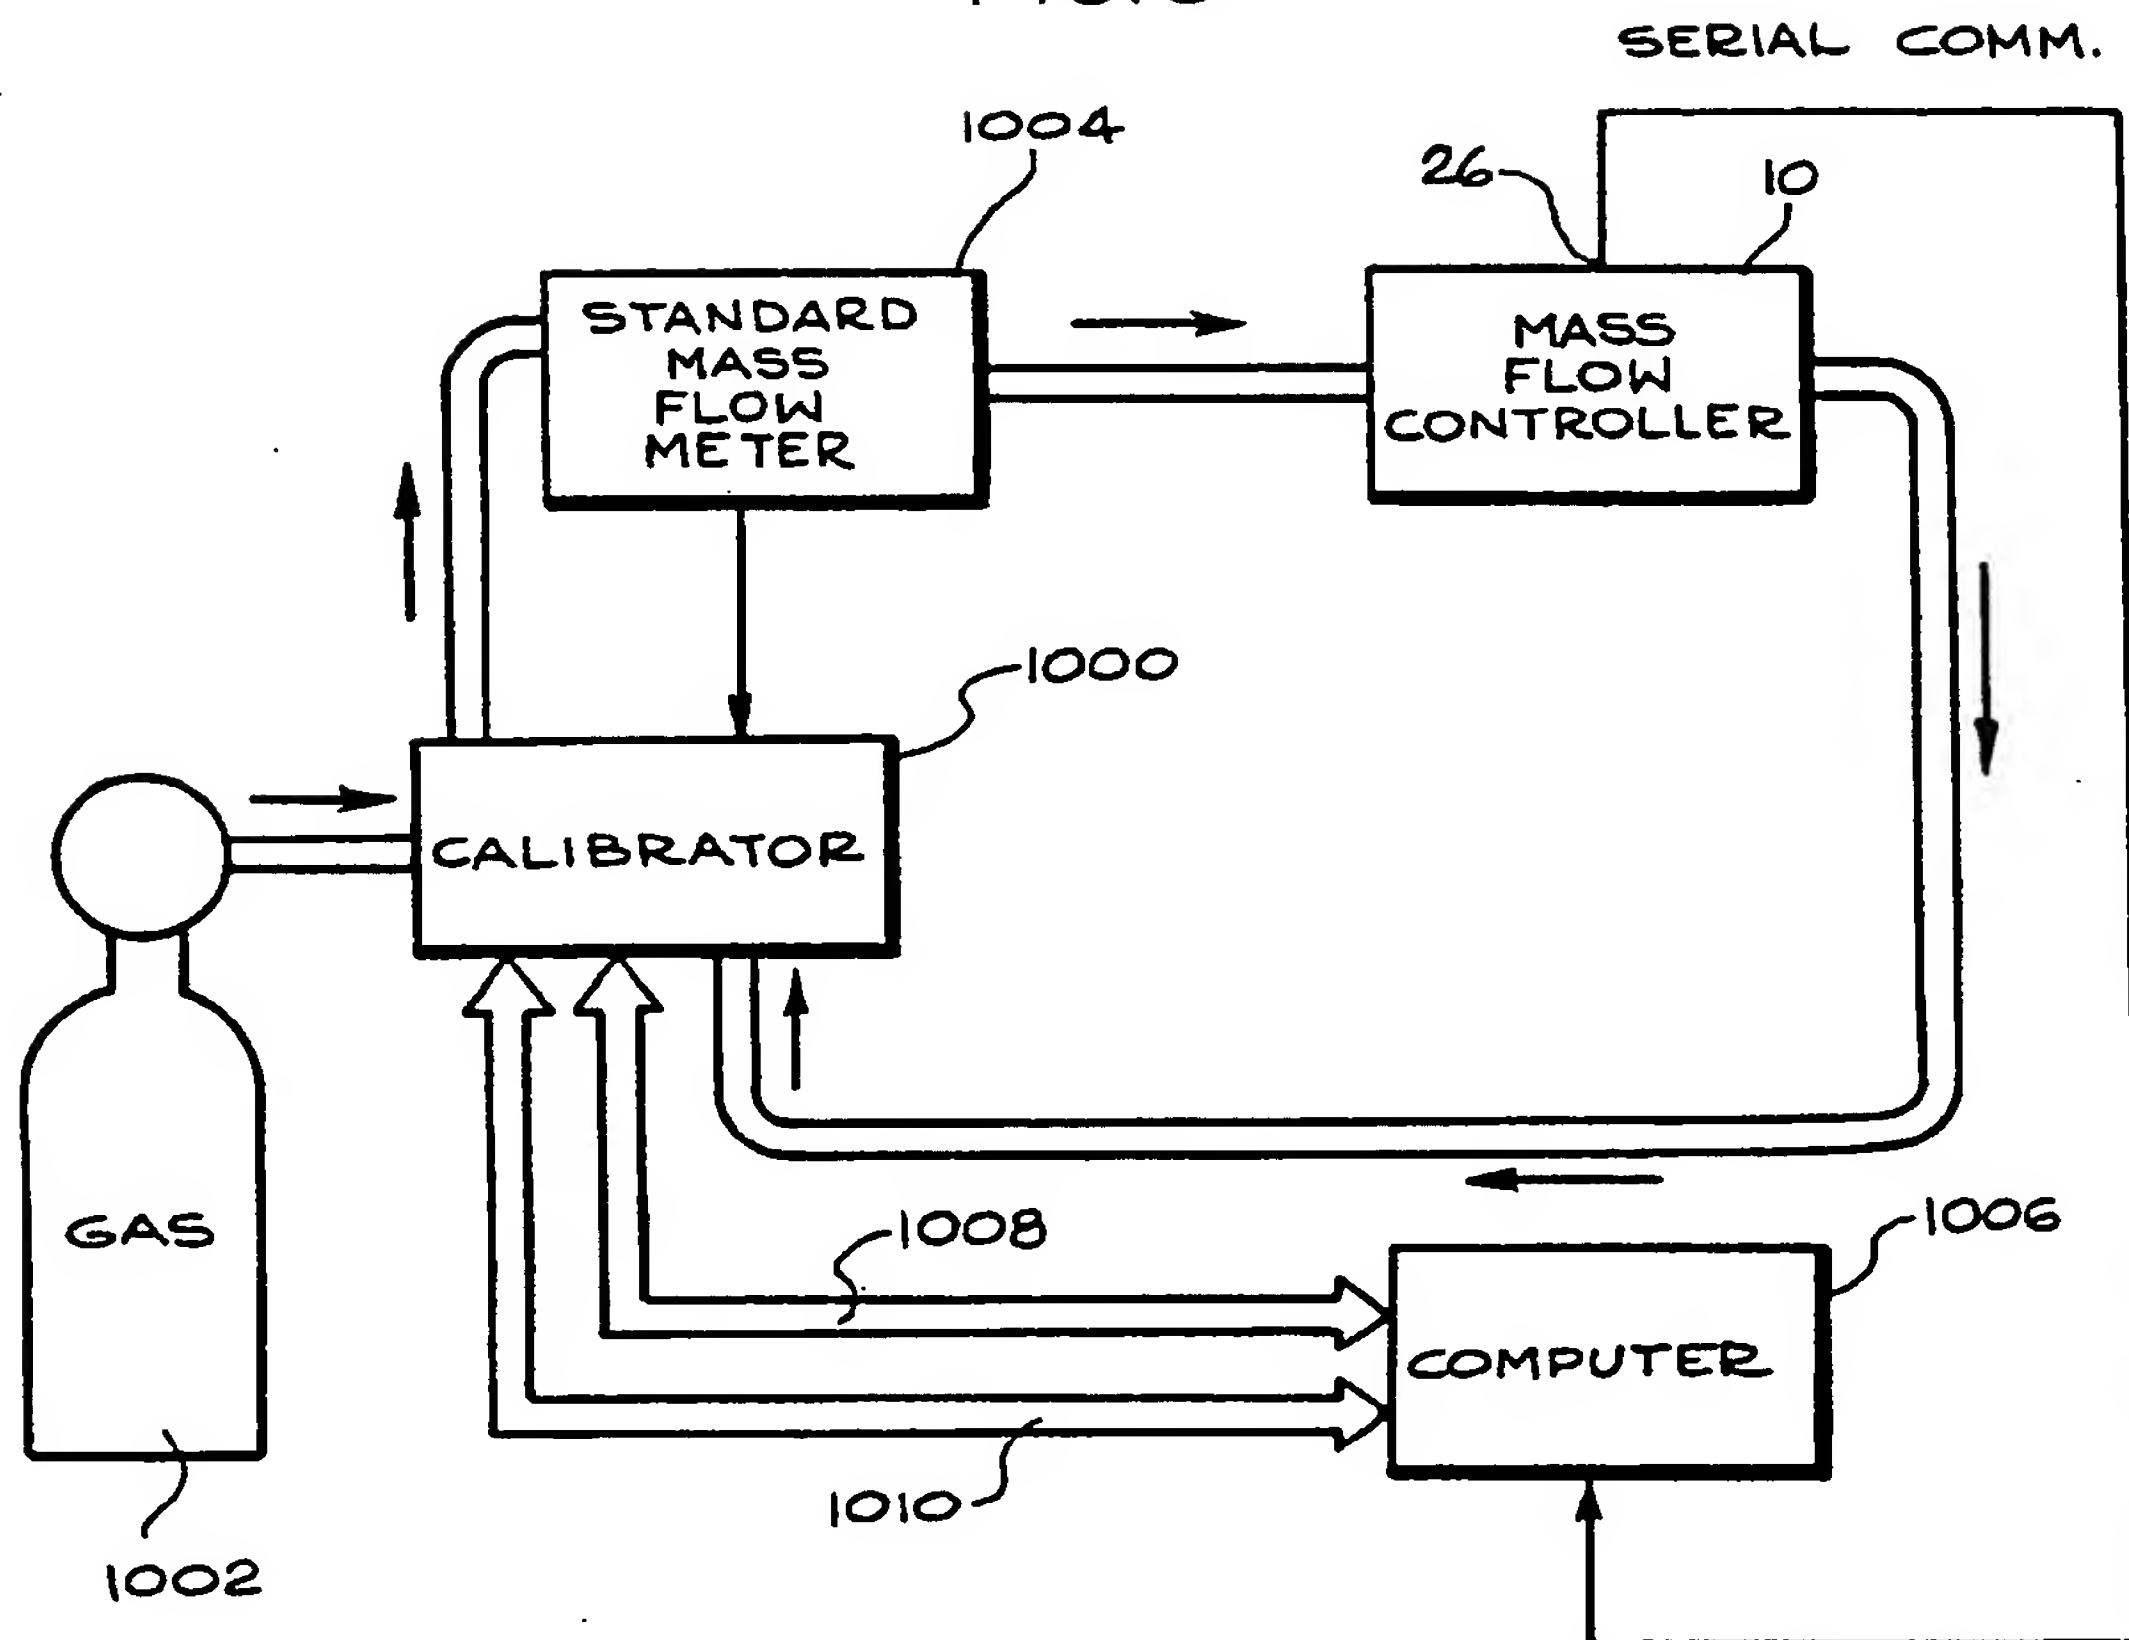 SERIAL COMM.
1004
26
10
STANDARD
MASS
FLOW
METER
MASS
FLOW
CONTROLLER
1000
CALIBRATOR
GAS
1008
1006
COMPUTER
1010
1002